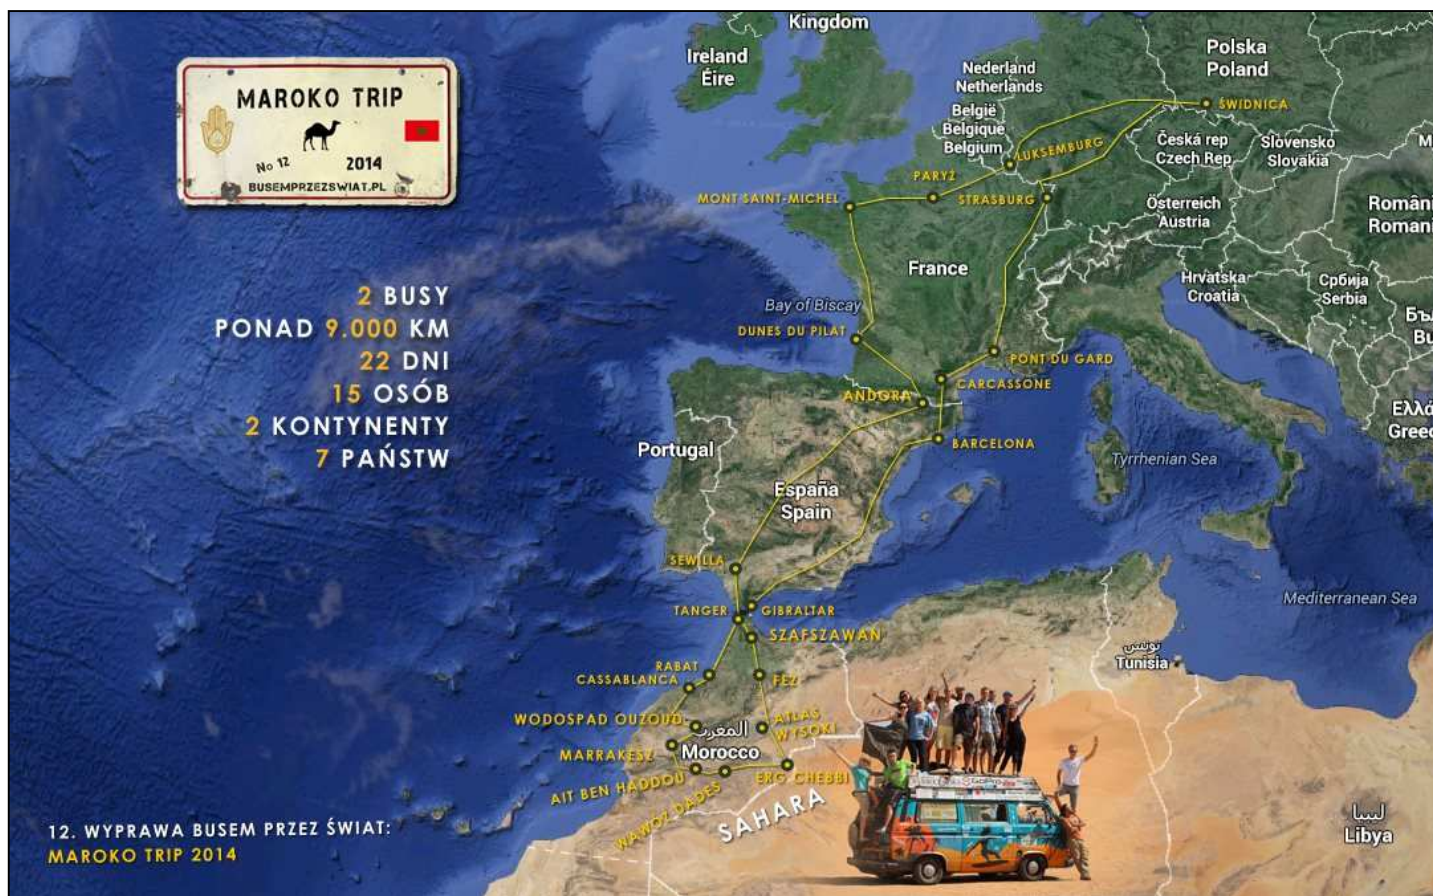 MAROKO TRIP
No 12
2014
BUSEMPRZEZSWIAT.PL
2 BUSY
PONAD 9.000 KM
22 DNI
15 OSÓB
2 KONTYNENTY
7 PAŃSTW
12. WYPRAWA BUSEM PRZEZ ŚWIAT:
MAROKO TRIP 2014
Kingdom
Ireland
Éire
Nederland
Netherlands
België
Belgique
Belgium
Polska
Poland
ŚWIDNICA
LUKSEMBURG
Česká rep
Czech Rep
Slovensko
Slovakia
PARYŻ
MONT SAINT-MICHEL
STRASBURG
Österreich
Austria
Români
Romani
France
Hrvatska
Croatia
Србија
Serbia
Bay of Biscay
DUNES DU PILAT
Бъл
Bu
PONT DU GARD
CARCASSONE
ANDORA
Ελλά
Greec
Portugal
BARCELONA
Tyrrhenian Sea
España
Spain
SEWILLA
Mediterranean Sea
TANGER
GIBRALTAR
SZAFSZAWAN
تونس
Tunisia
RABAT
CASSABLANCA
FEZ
WODOSPAD OUZOUD
ATLAS
WYSOKI
المغرب
Morocco
MARRAKESZ
AIT BEN HADDOU
ERG CHEBBI
WĄWÓZ DADES
SAHARA
GoPro
ليبيا
Libya